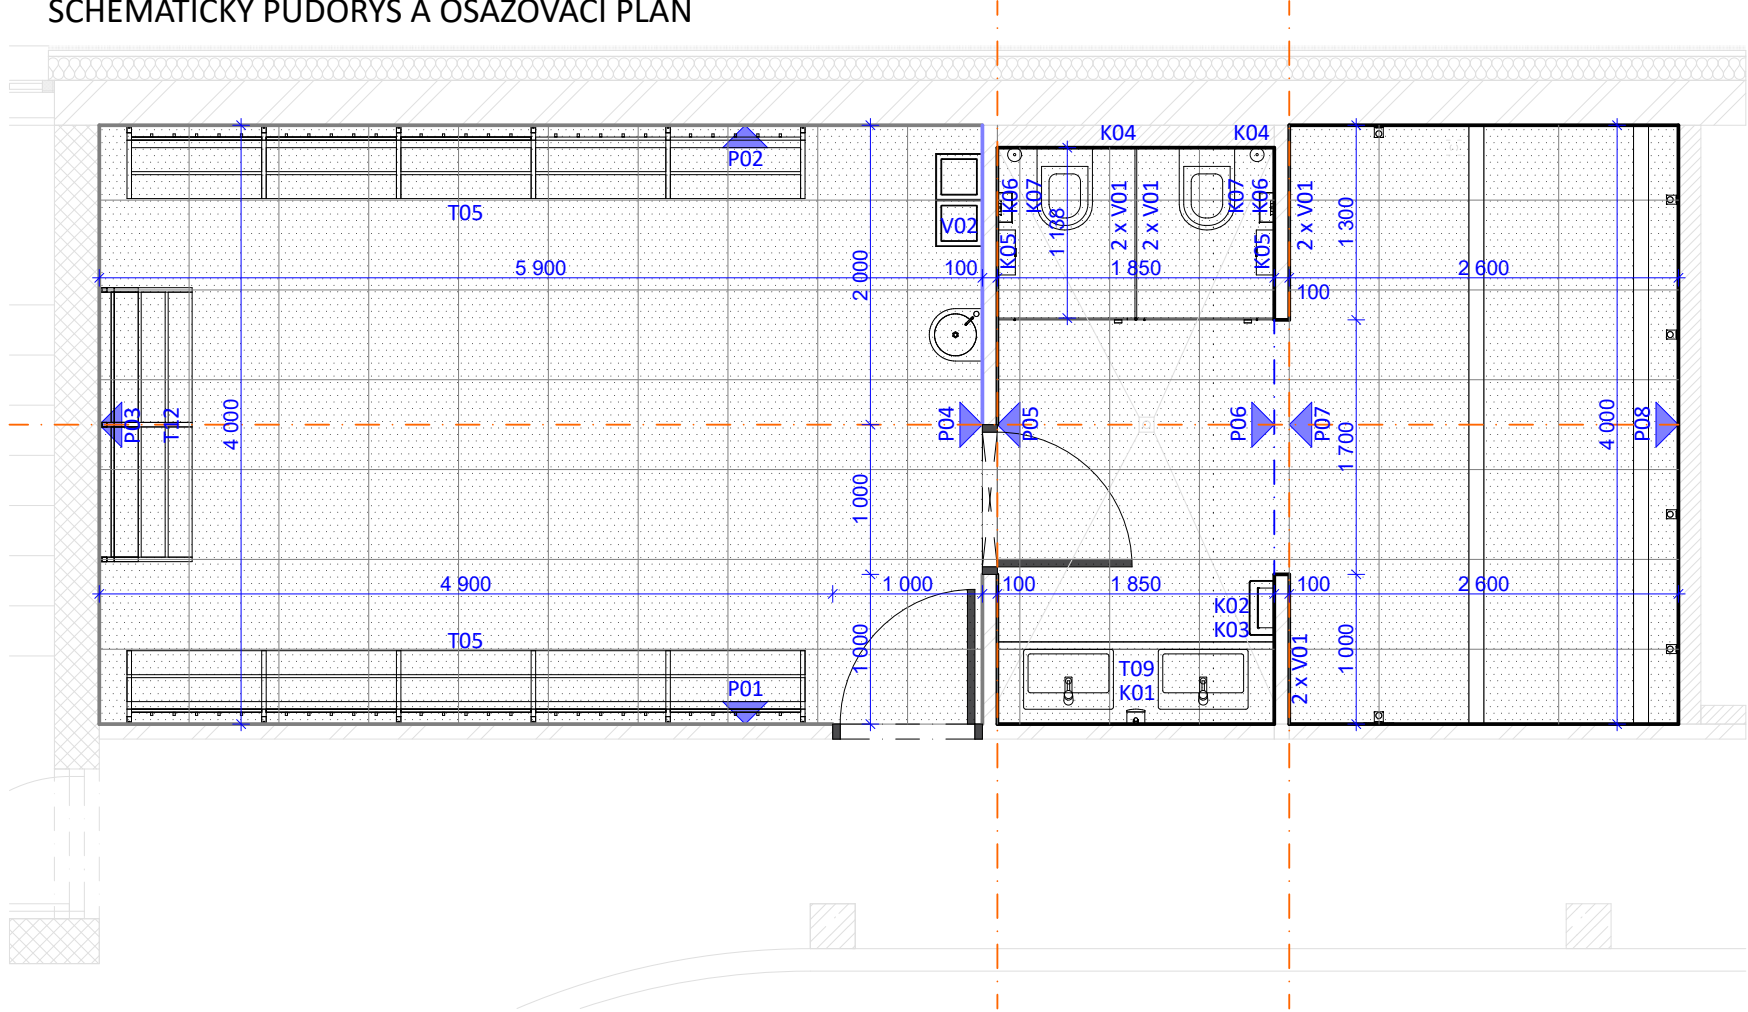 SCHEMATICKÝ PŮDORYS A OSAZOVACÍ PLÁN
K04
K04
P02
T05
V02
K06
K07
1 138
2 x V01
2 x V01
K07
K06
2 x V01
1 300
K05
K05
5 900
100
1 850
2 600
2 000
100
P03
T12
4 000
P04
P05
P06
P07
1 700
4 000
P08
1 000
4 900
1 000
100
1 850
100
2 600
K02
K03
T05
1 000
T09
K01
2 x V01
1 000
P01